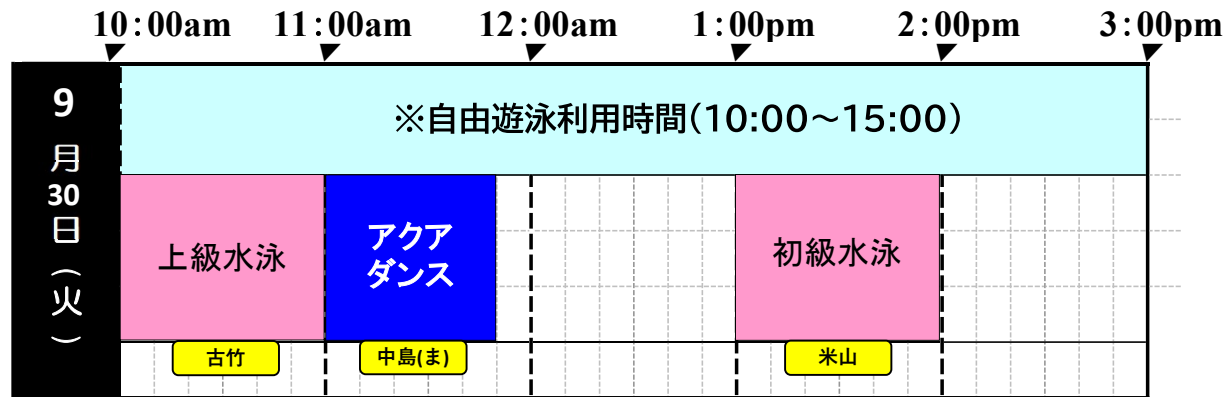 10:00am 11:00am 12:00am 1:00pm 2:00pm 3:00pm
9
月
30
日
（火）
※自由遊泳利用時間（10:00～15:00）
上級水泳
アクア
ダンス
初級水泳
古竹
中島(ま)
米山